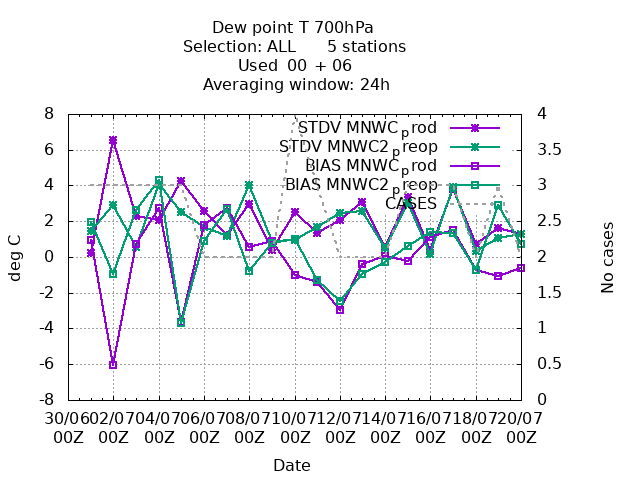 Dew point T 700hPa
Selection: ALL 5 stations
Used 00 + 06
Averaging window: 24h
8 4
STDV MNWC_prod
STDV MNWC2_preop
6 3.5
BIAS MNWC_prod
4 BIAS MNWC2_preop 3
CASES
2 2.5
0 2
-2 1.5
-4 1
-6 0.5
-8 0
deg C
No cases
30/06 02/07 04/07 06/07 08/07 10/07 12/07 14/07 16/07 18/07 20/07
00Z 00Z 00Z 00Z 00Z 00Z 00Z 00Z 00Z 00Z 00Z
Date